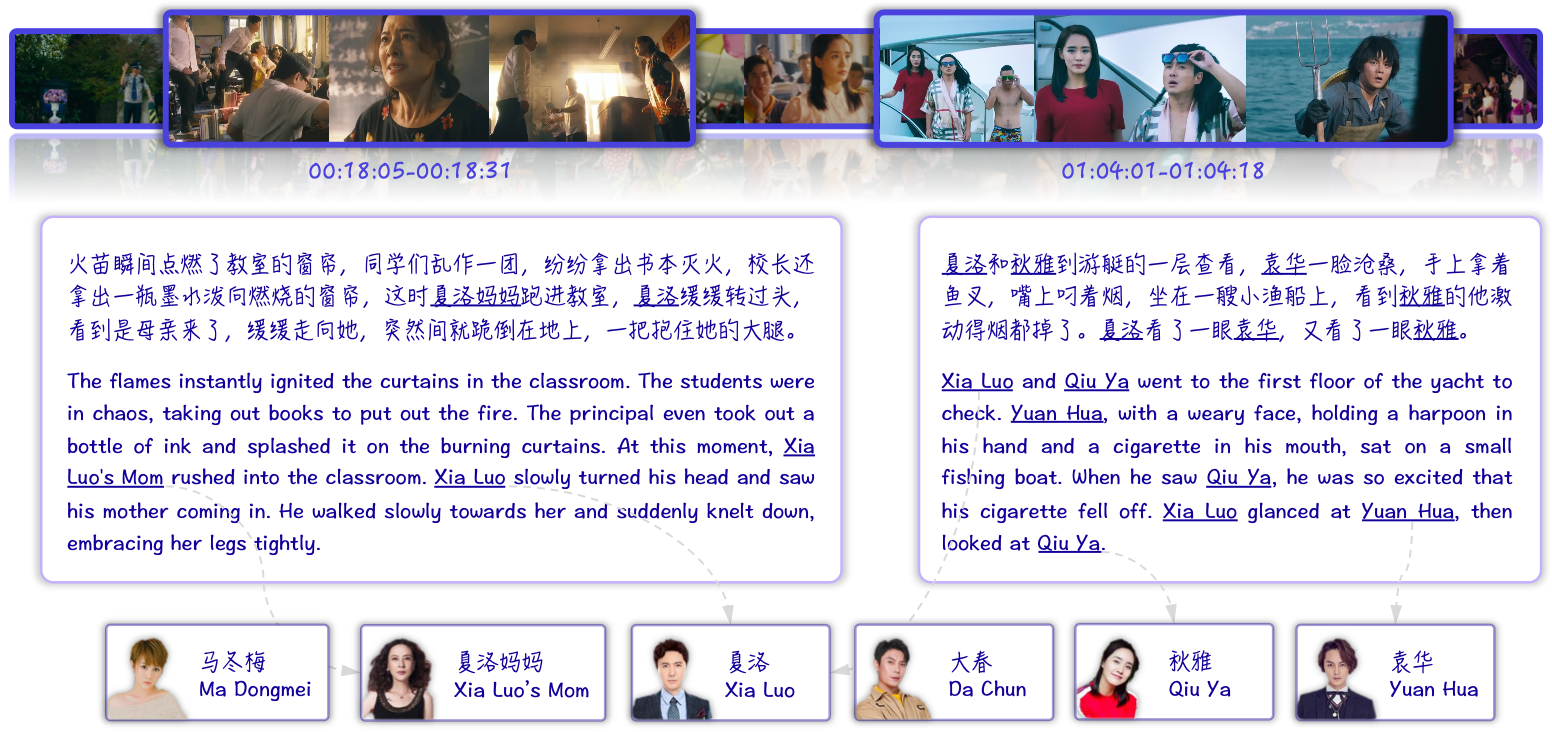 00:18:05-00:18:31
01:04:01-01:04:18
火苗瞬间点燃了教室的窗帘，同学们乱作一团，纷纷拿出书本灭火，校长还
拿出一瓶墨水泼向燃烧的窗帘，这时夏洛妈妈跑进教室，夏洛缓缓转过头，
看到是母亲来了，缓缓走向她，突然间就跪倒在地上，一把把住她的大腿。
The flames instantly ignited the curtains in the classroom. The students were
in chaos, taking out books to put out the fire. The principal even took out a
bottle of ink and splashed it on the burning curtains. At this moment, Xia
Luo's Mom rushed into the classroom. Xia Luo slowly turned his head and saw
his mother coming in. He walked slowly towards her and suddenly knelt down,
embracing her legs tightly.
夏洛和秋雅到游艇的一层查看，袁华一脸沧桑，手上拿着
鱼叉，嘴上叼着烟，坐在一艘小渔船上，看到秋雅的他激
动得烟都掉了。夏洛看了一眼袁华，又看了一眼秋雅。
Xia Luo and Qiu Ya went to the first floor of the yacht to
check. Yuan Hua, with a weary face, holding a harpoon in
his hand and a cigarette in his mouth, sat on a small
fishing boat. When he saw Qiu Ya, he was so excited that
his cigarette fell off. Xia Luo glanced at Yuan Hua, then
looked at Qiu Ya.
马冬梅
Ma Dongmei
夏洛妈妈
Xia Luo's Mom
夏洛
Xia Luo
大春
Da Chun
秋雅
Qiu Ya
袁华
Yuan Hua